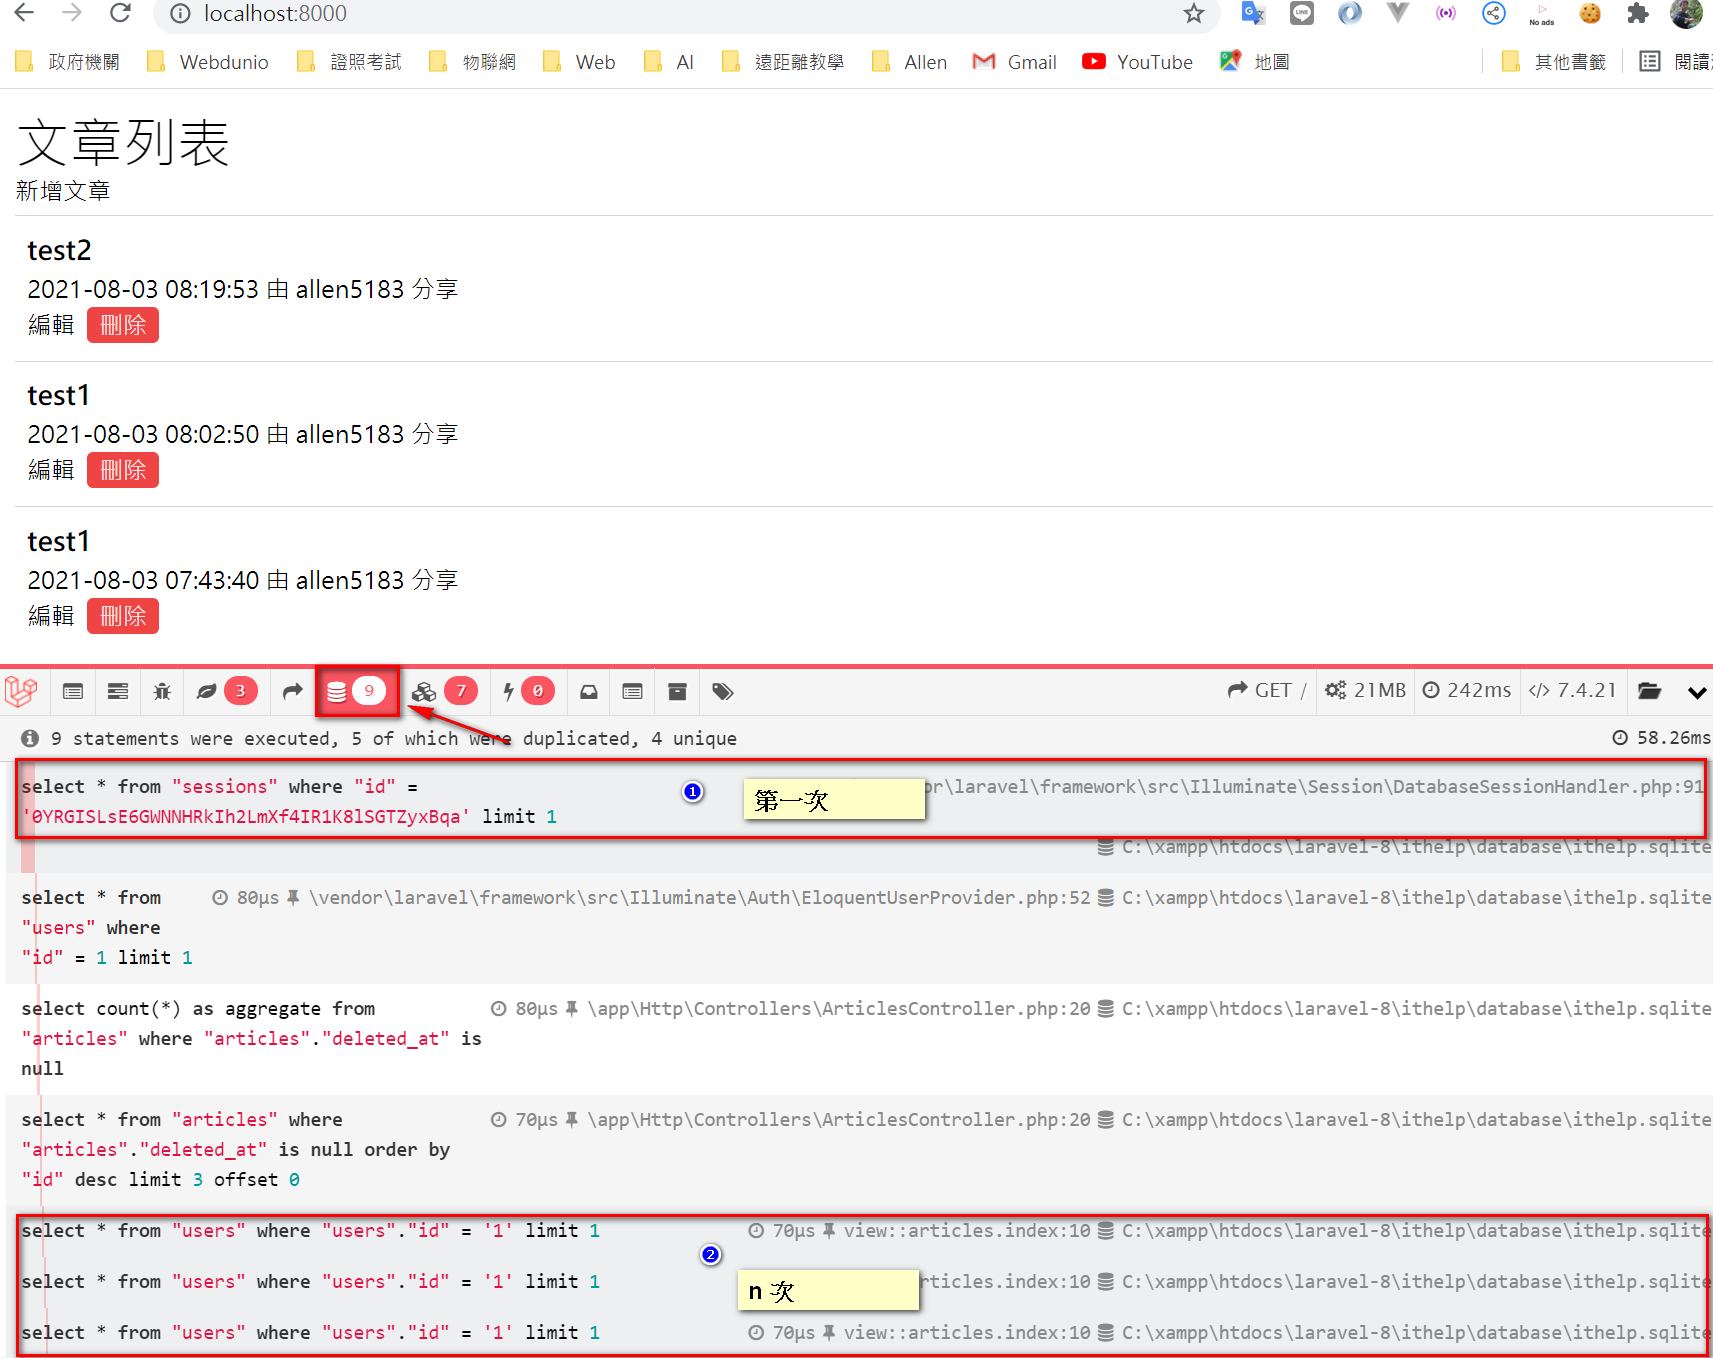 localhost:8000
No ads
政府機關 Webdunio 證照考試 物聯網 Web AI 遠距離教學 Allen Gmail YouTube 地圖 其他書籤 閱讀
文章列表
新增文章
test2
2021-08-03 08:19:53 由 allen5183 分享
編輯 刪除
test1
2021-08-03 08:02:50 由 allen5183 分享
編輯 刪除
test1
2021-08-03 07:43:40 由 allen5183 分享
編輯 刪除
3 9 7 0 GET / 21MB 242ms 7.4.21
9 statements were executed, 5 of which were duplicated, 4 unique 58.26ms
select * from "sessions" where "id" = 1 第一次 or\laravel\framework\src\Illuminate\Session\DatabaseSessionHandler.php:91
'0YRGISLsE6GWNNHRkIh2LmXf4IR1K8lSGTZyxBqa' limit 1
C:\xampp\htdocs\laravel-8\ithelp\database\ithelp.sqlite
select * from 80μs \vendor\laravel\framework\src\Illuminate\Auth\EloquentUserProvider.php:52 C:\xampp\htdocs\laravel-8\ithelp\database\ithelp.sqlite
"users" where
"id" = 1 limit 1
select count(*) as aggregate from 80μs \app\Http\Controllers\ArticlesController.php:20 C:\xampp\htdocs\laravel-8\ithelp\database\ithelp.sqlite
"articles" where "articles"."deleted_at" is
null
select * from "articles" where 70μs \app\Http\Controllers\ArticlesController.php:20 C:\xampp\htdocs\laravel-8\ithelp\database\ithelp.sqlite
"articles"."deleted_at" is null order by
"id" desc limit 3 offset 0
select * from "users" where "users"."id" = '1' limit 1 70μs view::articles.index:10 C:\xampp\htdocs\laravel-8\ithelp\database\ithelp.sqlite
2
select * from "users" where "users"."id" = '1' limit 1 n 次 rticles.index:10 C:\xampp\htdocs\laravel-8\ithelp\database\ithelp.sqlite
select * from "users" where "users"."id" = '1' limit 1 70μs view::articles.index:10 C:\xampp\htdocs\laravel-8\ithelp\database\ithelp.sqlite